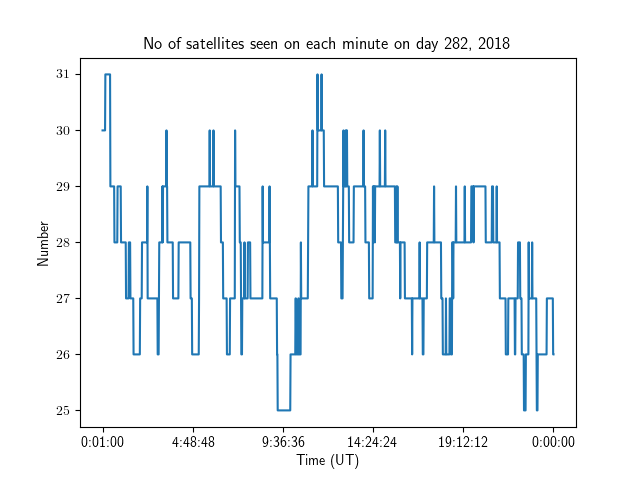 No of satellites seen on each minute on day 282, 2018
31
30
29
28
27
26
25
Number
0:01:00 4:48:48 9:36:36 14:24:24 19:12:12 0:00:00
Time (UT)